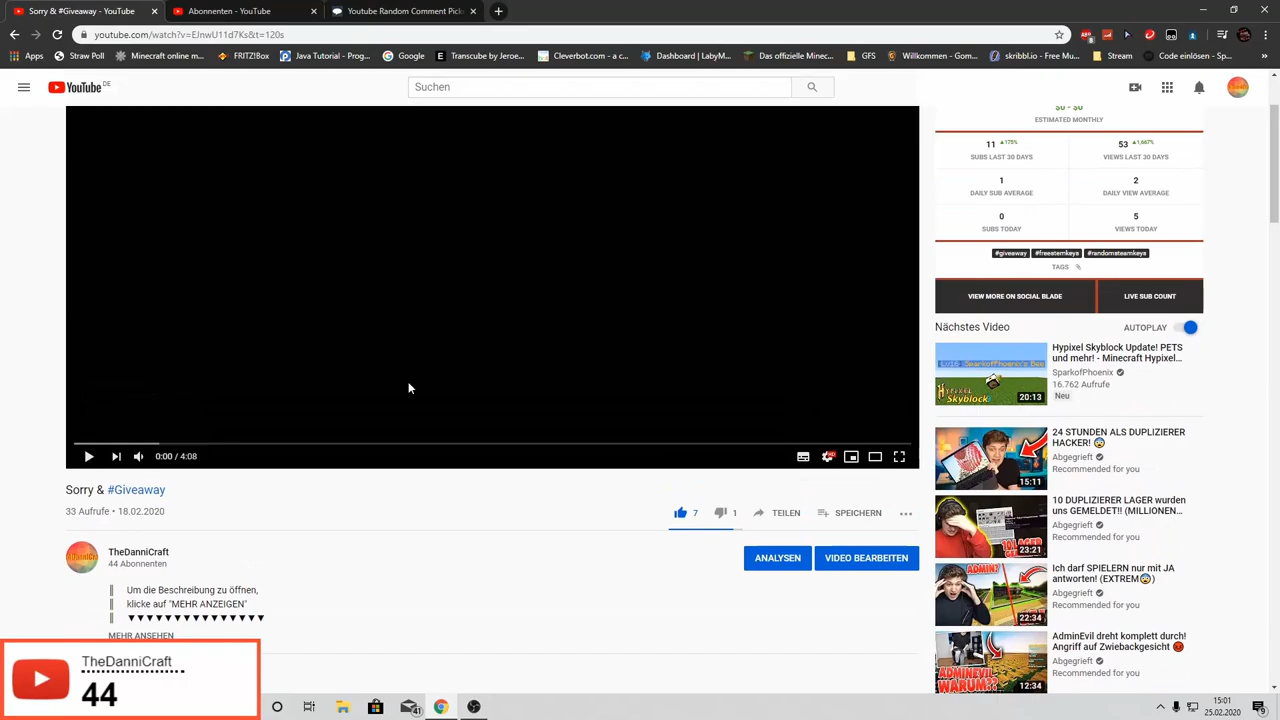 Sorry & #Giveaway - YouTube
Danni zocken - YouTube
YouTube Random Comment Pick
youtube.com/watch?v=EJnwU11d7Ks&t=120s
Apps
Straw Poll
Minecraft online m...
FRITZ!Box
Java Tutorial - Prog...
Transcube by Jeroen...
Cleverbot.com - a c...
Dashboard | LabyM...
Das offizielle Minec...
GFS
Willkommen - Gom...
skribbl.io - Free Mu...
Stream
Code einlösen - Sp...
YouTube DE
Suchen
$0 - $0
ESTIMATED MONTHLY
11 ▲175%
53 ▲1,667%
SUBS LAST 30 DAYS
VIEWS LAST 30 DAYS
1
2
DAILY SUB AVERAGE
DAILY VIEW AVERAGE
0
5
SUBS TODAY
VIEWS TODAY
#giveaway
TAGS
VIEW MORE ON SOCIAL BLADE
LIVE SUB COUNT
Nächstes Video
AUTOPLAY
Hypixel Skyblock Update! PETS
und mehr! - Minecraft Hypixel...
SparkofPhoenix
16.762 Aufrufe
Neu
20:13
24 STUNDEN ALS DUPLIZIERER
HACKER! 😨
Abgegrieft
Recommended for you
15:11
10 DUPLIZIERER LAGER wurden
uns GEMELDET!! (MILLIONEN...
Abgegrieft
Recommended for you
23:21
Ich darf SPIELERN nur mit JA
antworten! (EXTREM😨)
Abgegrieft
Recommended for you
22:34
AdminEvil dreht komplett durch!
Angriff auf Zwiebackgesicht 😡
Abgegrieft
Recommended for you
12:34
0:00 / 4:08
Sorry & #Giveaway
33 Aufrufe • 18.02.2020
7
1
TEILEN
SPEICHERN
TheDanniCraft
44 Abonnenten
ANALYSEN
VIDEO BEARBEITEN
Um die Beschreibung zu öffnen,
klicke auf "MEHR ANZEIGEN"
▼▼▼▼▼▼▼▼▼▼▼▼▼▼▼
MEHR ANSEHEN
TheDanniCraft
44
15:01
25.02.2020